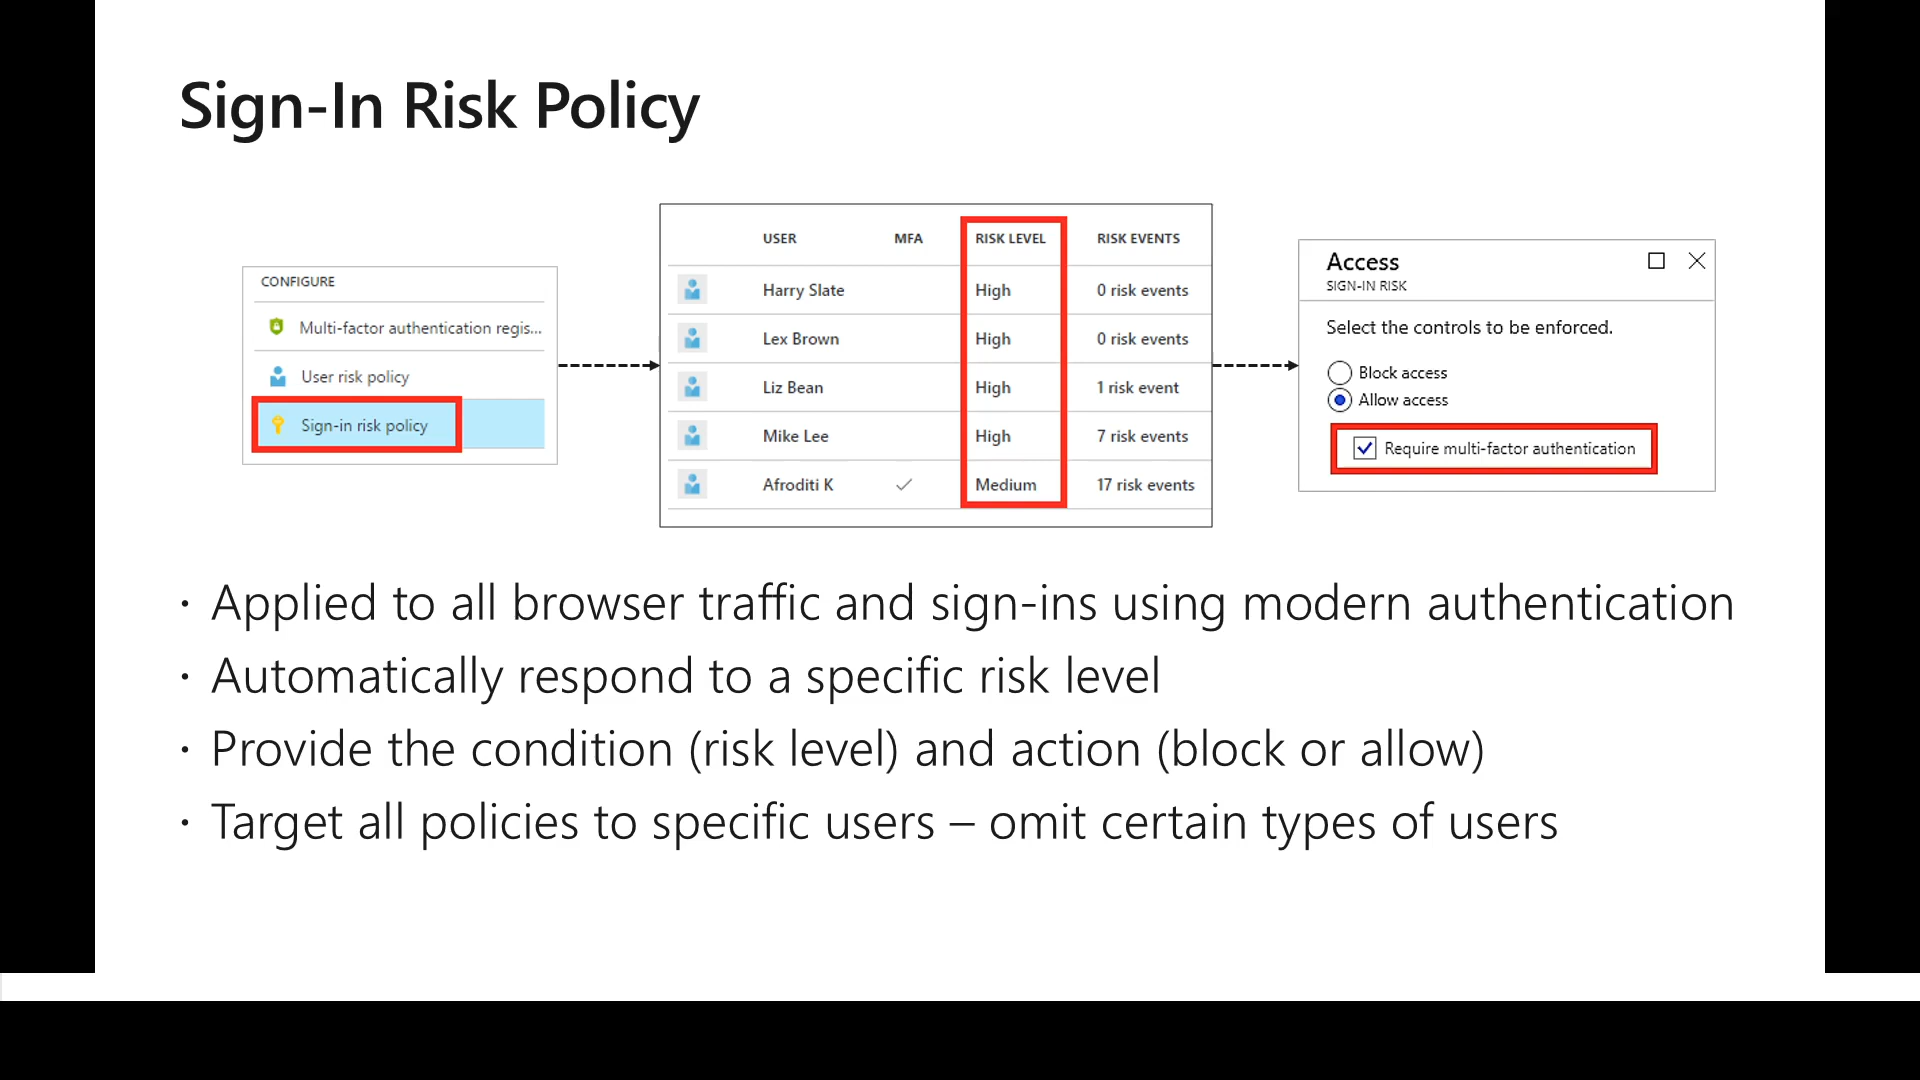 Sign-In Risk Policy
CONFIGURE
Multi-factor authentication regis...
User risk policy
Sign-in risk policy
USER MFA RISK LEVEL RISK EVENTS
Harry Slate High 0 risk events
Lex Brown High 0 risk events
Liz Bean High 1 risk event
Mike Lee High 7 risk events
Afroditi K Medium 17 risk events
Access
SIGN-IN RISK
Select the controls to be enforced.
Block access
Allow access
Require multi-factor authentication
· Applied to all browser traffic and sign-ins using modern authentication
· Automatically respond to a specific risk level
· Provide the condition (risk level) and action (block or allow)
· Target all policies to specific users – omit certain types of users